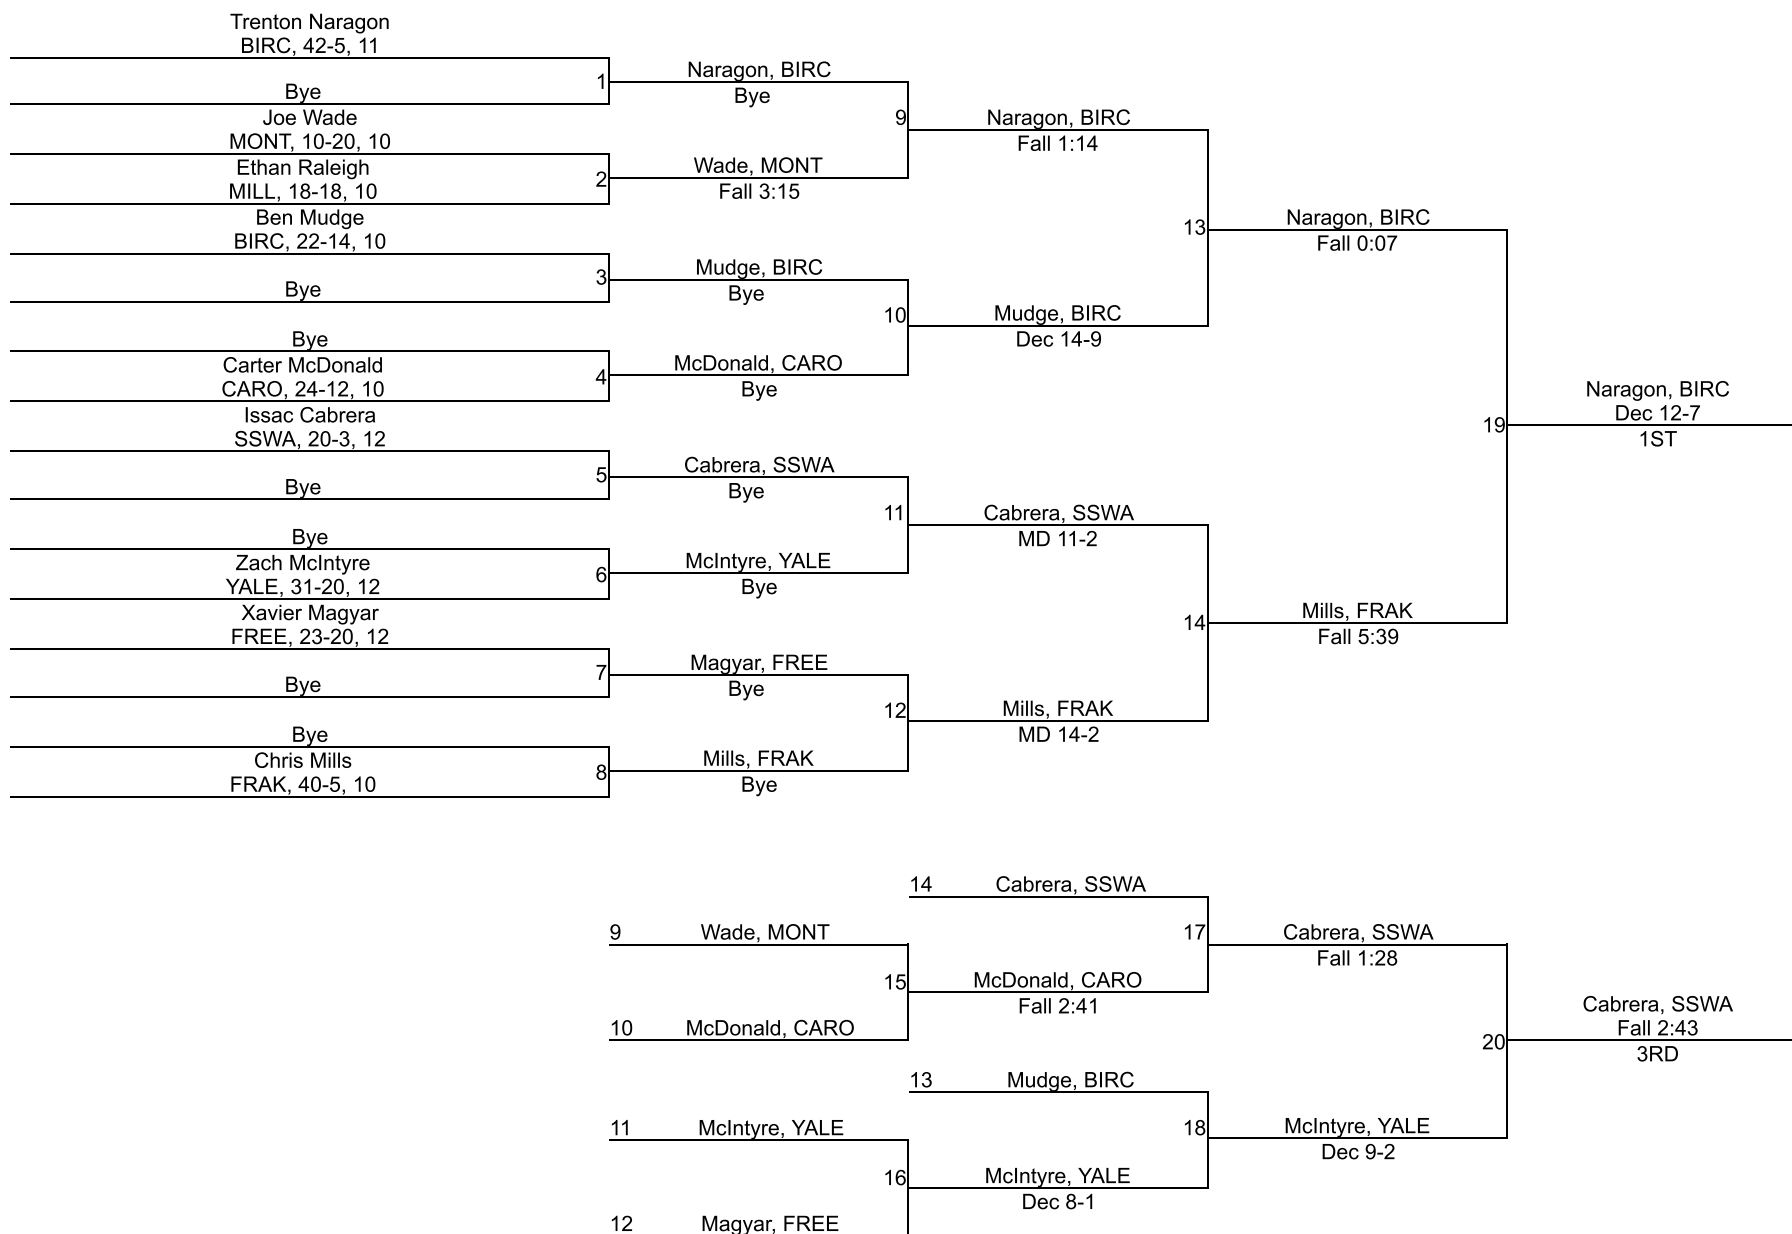 Trenton Naragon
BIRC, 42-5, 11
Bye
1
Joe Wade
MONT, 10-20, 10
Ethan Raleigh
MILL, 18-18, 10
2
Ben Mudge
BIRC, 22-14, 10
Bye
3
Bye
Carter McDonald
CARO, 24-12, 10
4
Issac Cabrera
SSWA, 20-3, 12
Bye
5
Bye
Zach McIntyre
YALE, 31-20, 12
6
Xavier Magyar
FREE, 23-20, 12
Bye
7
Bye
Chris Mills
FRAK, 40-5, 10
8
Naragon, BIRC
Bye
9
Wade, MONT
Fall 3:15
Mudge, BIRC
Bye
10
McDonald, CARO
Bye
Cabrera, SSWA
Bye
11
McIntyre, YALE
Bye
Magyar, FREE
Bye
12
Mills, FRAK
Bye
Naragon, BIRC
Fall 1:14
13
Mudge, BIRC
Dec 14-9
Cabrera, SSWA
MD 11-2
14
Mills, FRAK
MD 14-2
Naragon, BIRC
Fall 0:07
19
Mills, FRAK
Fall 5:39
Naragon, BIRC
Dec 12-7
1ST
14 Cabrera, SSWA
9 Wade, MONT
15
10 McDonald, CARO
McDonald, CARO
Fall 2:41
17
13 Mudge, BIRC
11 McIntyre, YALE
16
12 Magyar, FREE
McIntyre, YALE
Dec 8-1
18
Cabrera, SSWA
Fall 1:28
20
McIntyre, YALE
Dec 9-2
Cabrera, SSWA
Fall 2:43
3RD